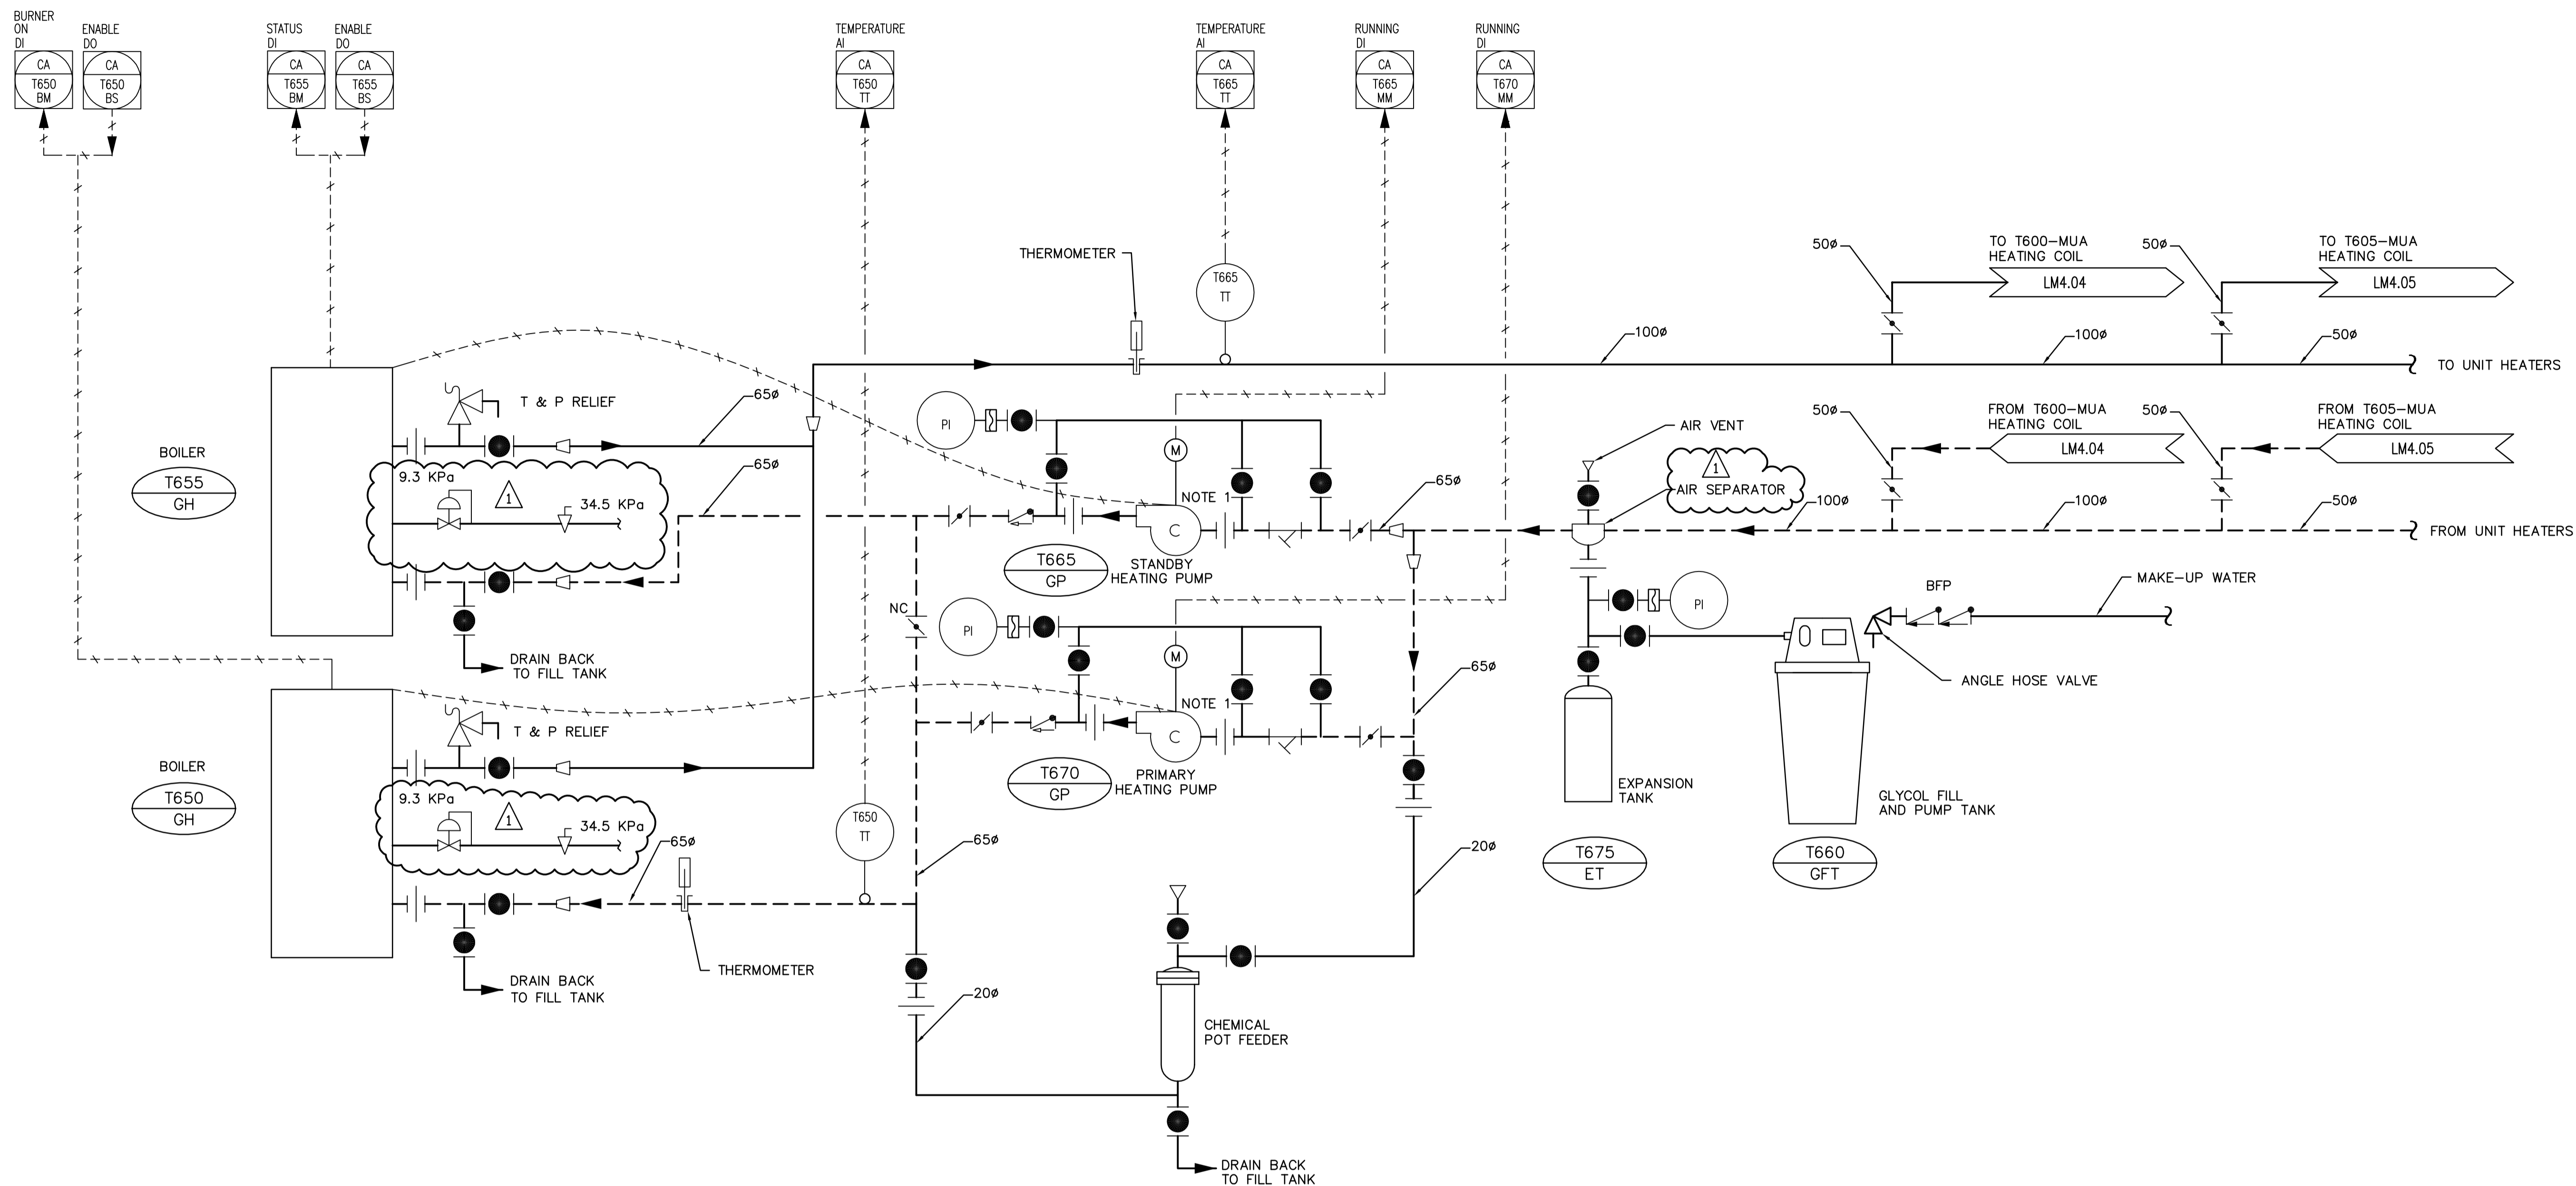 BURNER
ON
DI
ENABLE
DO
STATUS
DI
ENABLE
DO
TEMPERATURE
AI
TEMPERATURE
AI
RUNNING
DI
RUNNING
DI
CA
T650
BM
CA
T650
BS
CA
T655
BM
CA
T655
BS
CA
T650
TT
CA
T665
TT
CA
T665
MM
CA
T670
MM
THERMOMETER
T665
TT
50ø
TO T600-MUA
HEATING COIL
LM4.04
50ø
TO T605-MUA
HEATING COIL
LM4.05
100ø
100ø
50ø
TO UNIT HEATERS
T & P RELIEF
65ø
PI
M
AIR VENT
50ø
FROM T600-MUA
HEATING COIL
LM4.04
50ø
FROM T605-MUA
HEATING COIL
LM4.05
BOILER
T655
GH
9.3 KPa
1
34.5 KPa
65ø
NOTE 1
C
65ø
1
AIR SEPARATOR
100ø
100ø
50ø
FROM UNIT HEATERS
T665
GP
STANDBY
HEATING PUMP
DRAIN BACK
TO FILL TANK
NC
PI
M
PI
BFP
MAKE-UP WATER
ANGLE HOSE VALVE
65ø
T & P RELIEF
NOTE 1
C
BOILER
T650
GH
9.3 KPa
1
34.5 KPa
65ø
T650
TT
65ø
T670
GP
PRIMARY
HEATING PUMP
EXPANSION
TANK
GLYCOL FILL
AND PUMP TANK
T675
ET
T660
GFT
20ø
THERMOMETER
DRAIN BACK
TO FILL TANK
20ø
CHEMICAL
POT FEEDER
DRAIN BACK
TO FILL TANK